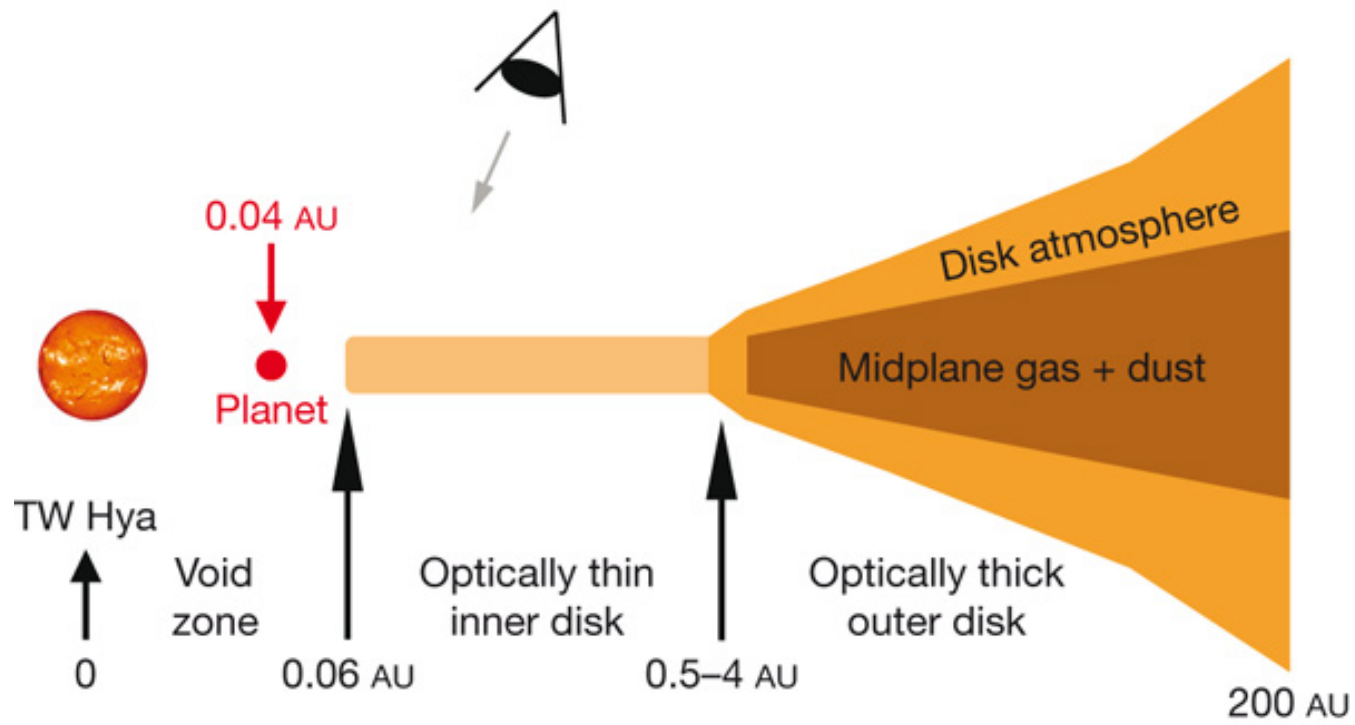 0.04 AU
Planet
Disk atmosphere
Midplane gas + dust
TW Hya
Void
zone
Optically thin
inner disk
Optically thick
outer disk
0
0.06 AU
0.5–4 AU
200 AU